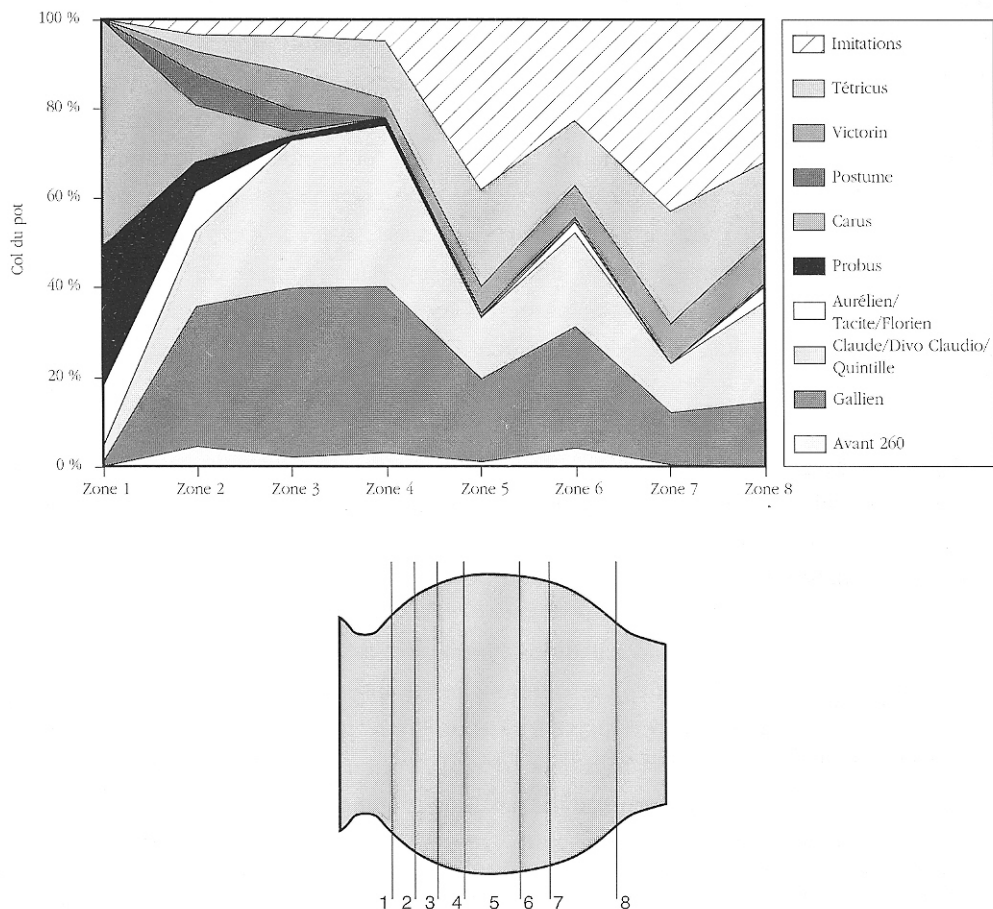 100 %
80 %
60 %
40 %
20 %
0 %
Col du pot
Zone 1 Zone 2 Zone 3 Zone 4 Zone 5 Zone 6 Zone 7 Zone 8
Imitations
Tétricus
Victorin
Postume
Carus
Probus
Aurélien/
Tacite/Florien
Claude/Divo Claudio/
Quintille
Gallien
Avant 260
1 2 3 4 5 6 7 8